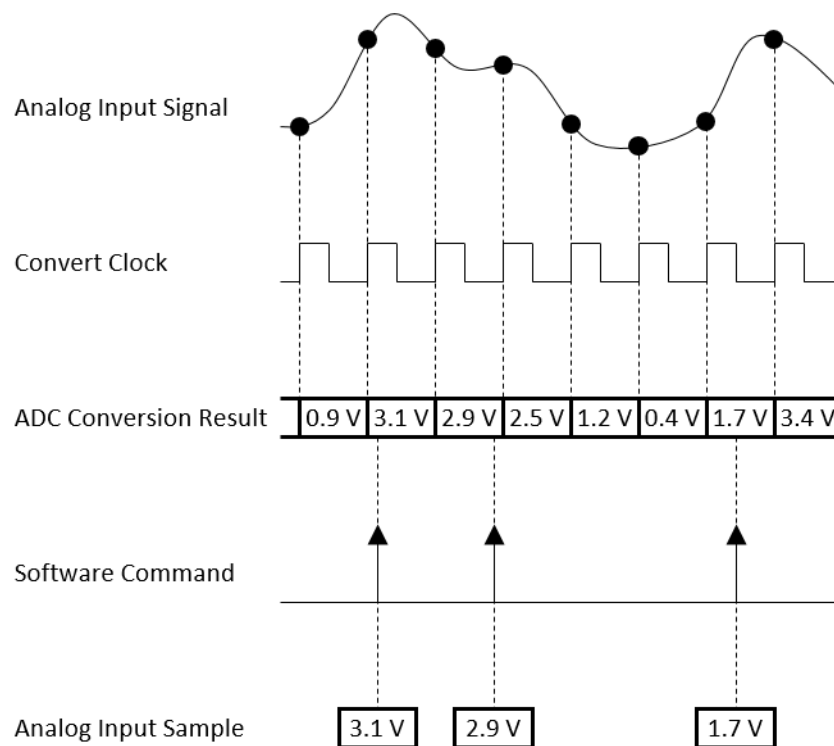 Analog Input Signal
Convert Clock
ADC Conversion Result 0.9 V 3.1 V 2.9 V 2.5 V 1.2 V 0.4 V 1.7 V 3.4 V
Software Command
Analog Input Sample 3.1 V 2.9 V 1.7 V